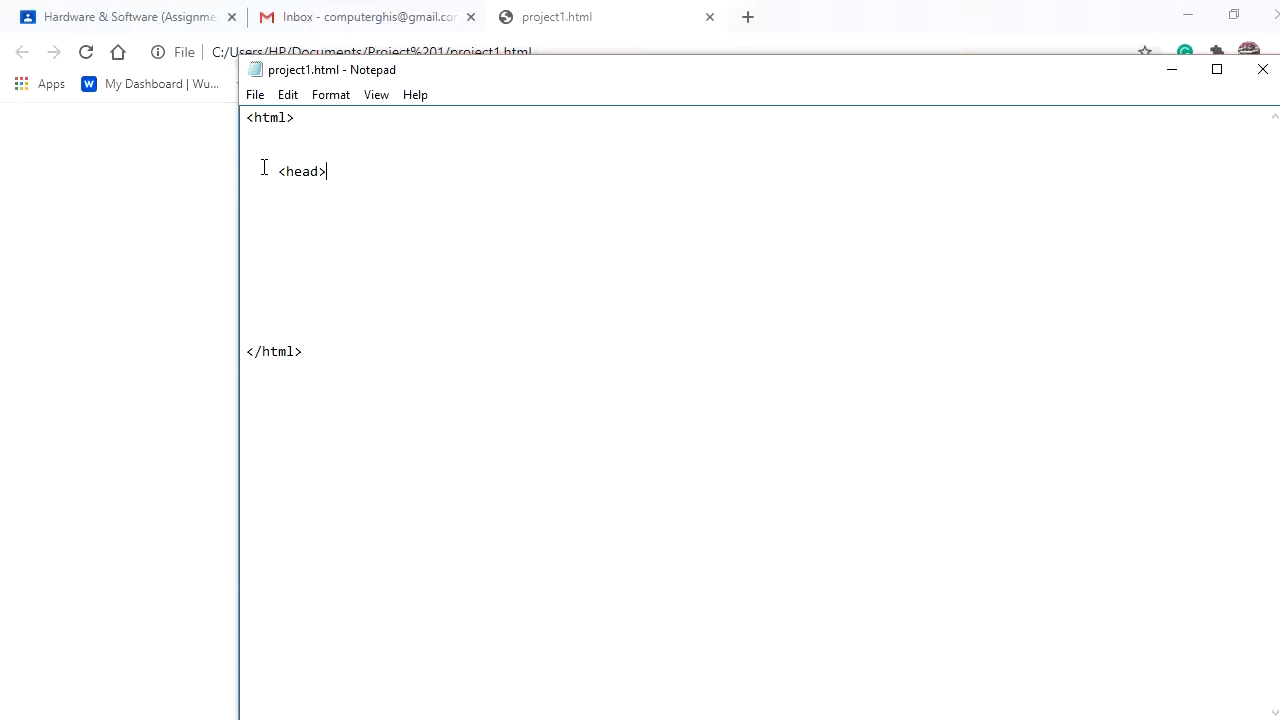 Hardware & Software (Assignme
Inbox - computerghis@gmail.cor
project1.html
File
C:/Users/HP/Documents/Project%201/project1.html
Apps
My Dashboard | Wu...
project1.html - Notepad
File Edit Format View Help
<html>
<head>
</html>